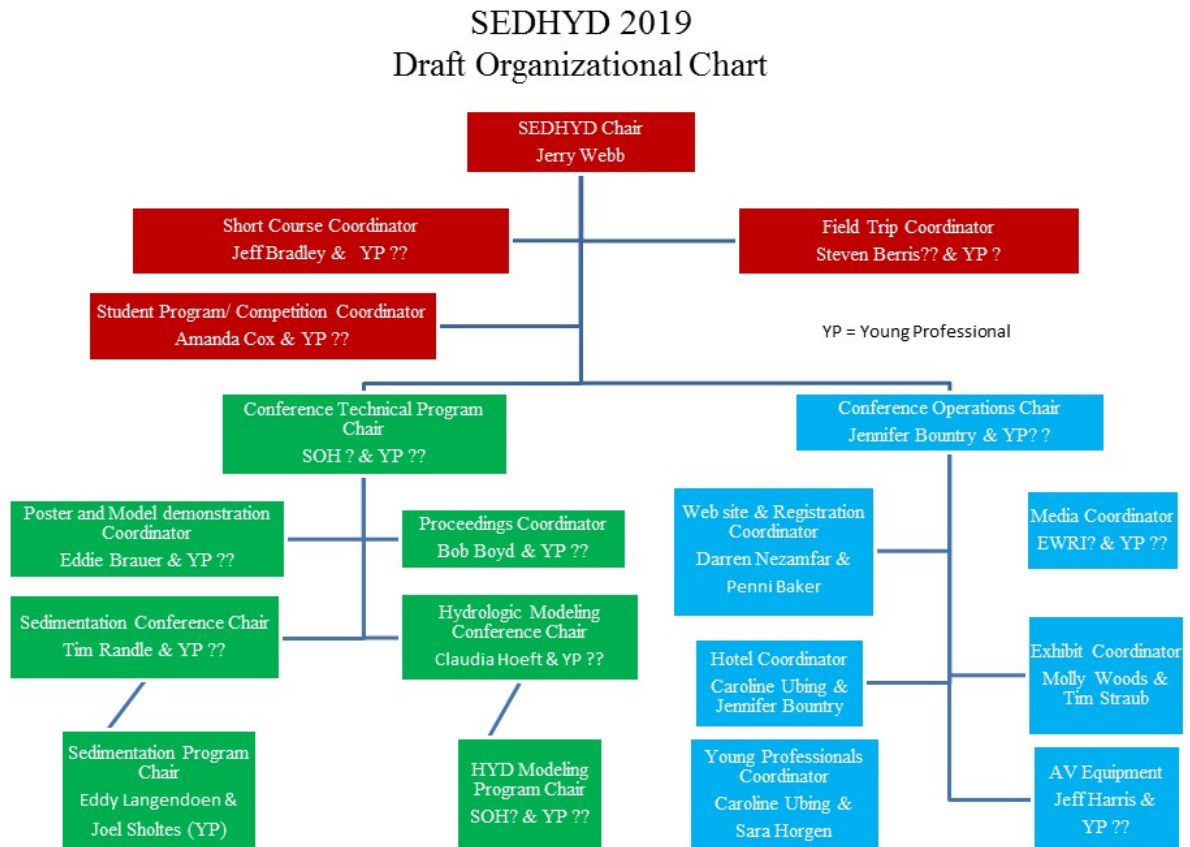 SEDHYD 2019
Draft Organizational Chart
SEDHYD Chair
Jerry Webb
Short Course Coordinator
Jeff Bradley & YP ??
Field Trip Coordinator
Steven Berris?? & YP ?
Student Program/ Competition Coordinator
Amanda Cox & YP ??
YP = Young Professional
Conference Technical Program
Chair
SOH ? & YP ??
Conference Operations Chair
Jennifer Bountry & YP? ?
Poster and Model demonstration
Coordinator
Eddie Brauer & YP ??
Proceedings Coordinator
Bob Boyd & YP ??
Web site & Registration
Coordinator
Darren Nezamfar &
Penni Baker
Media Coordinator
EWRI? & YP ??
Sedimentation Conference Chair
Tim Randle & YP ??
Hydrologic Modeling
Conference Chair
Claudia Hoeft & YP ??
Hotel Coordinator
Caroline Ubing &
Jennifer Bountry
Exhibit Coordinator
Molly Woods &
Tim Straub
Sedimentation Program
Chair
Eddy Langendoen &
Joel Sholtes (YP)
HYD Modeling
Program Chair
SOH? & YP ??
Young Professionals
Coordinator
Caroline Ubing &
Sara Horgen
AV Equipment
Jeff Harris &
YP ??